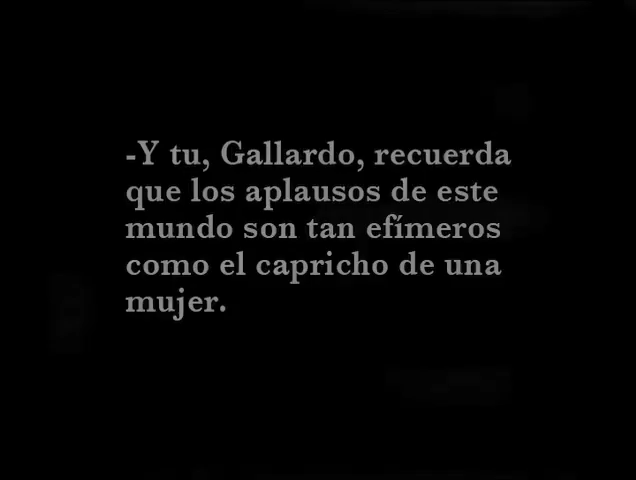 -Y tu, Gallardo, recuerda
que los aplausos de este
mundo son tan efímeros
como el capricho de una
mujer.